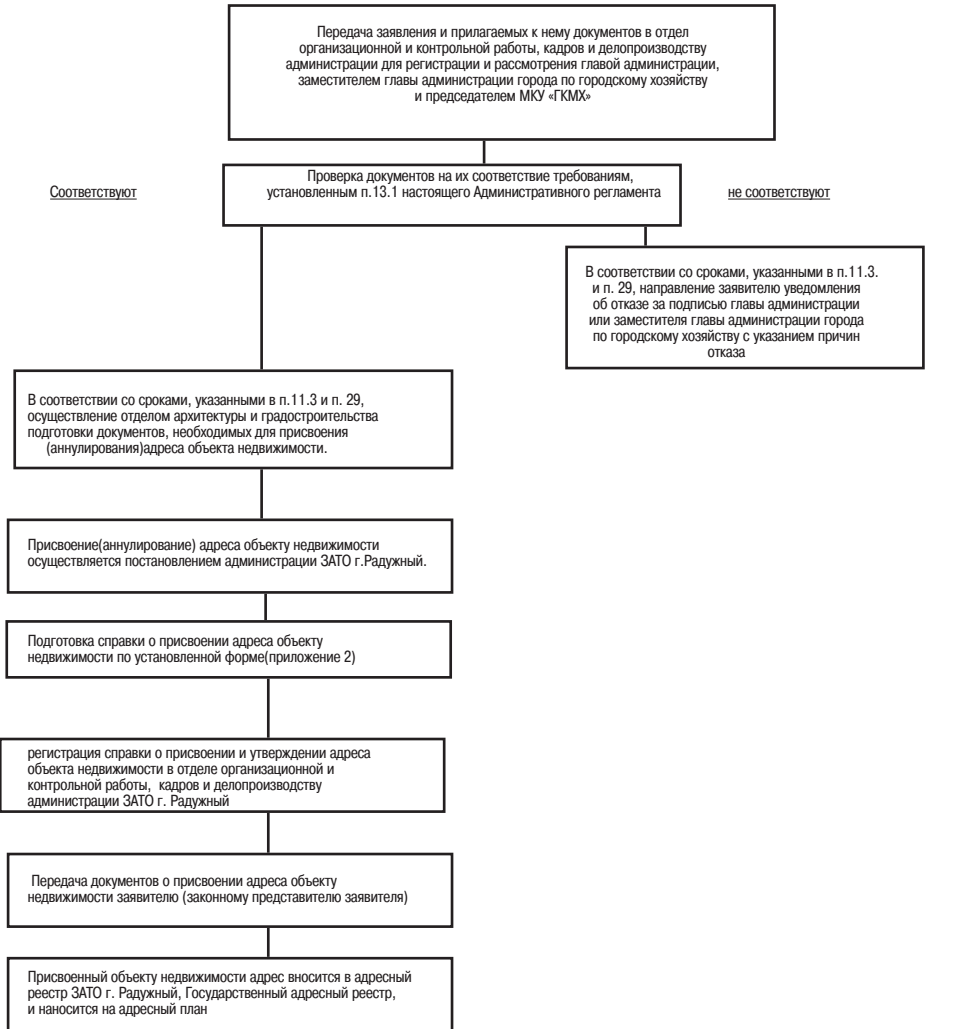 Передача заявления и прилагаемых к нему документов в отдел
организационной и контрольной работы, кадров и делопроизводству
администрации для регистрации и рассмотрения главой администрации,
заместителем главы администрации города по городскому хозяйству
и председателем МКУ «ГКМХ»
Соответствуют
Проверка документов на их соответствие требованиям,
установленным п.13.1 настоящего Административного регламента
не соответствуют
В соответствии со сроками, указанными в п.11.3.
и п. 29, направление заявителю уведомления
об отказе за подписью главы администрации
или заместителя главы администрации города
по городскому хозяйству с указанием причин
отказа
В соответствии со сроками, указанными в п.11.3 и п. 29,
осуществление отделом архитектуры и градостроительства
подготовки документов, необходимых для присвоения
(аннулирования)адреса объекта недвижимости.
Присвоение(аннулирование) адреса объекту недвижимости
осуществляется постановлением администрации ЗАТО г.Радужный.
Подготовка справки о присвоении адреса объекту
недвижимости по установленной форме(приложение 2)
регистрация справки о присвоении и утверждении адреса
объекта недвижимости в отделе организационной и
контрольной работы, кадров и делопроизводству
администрации ЗАТО г. Радужный
Передача документов о присвоении адреса объекту
недвижимости заявителю (законному представителю заявителя)
Присвоенный объекту недвижимости адрес вносится в адресный
реестр ЗАТО г. Радужный, Государственный адресный реестр,
и наносится на адресный план